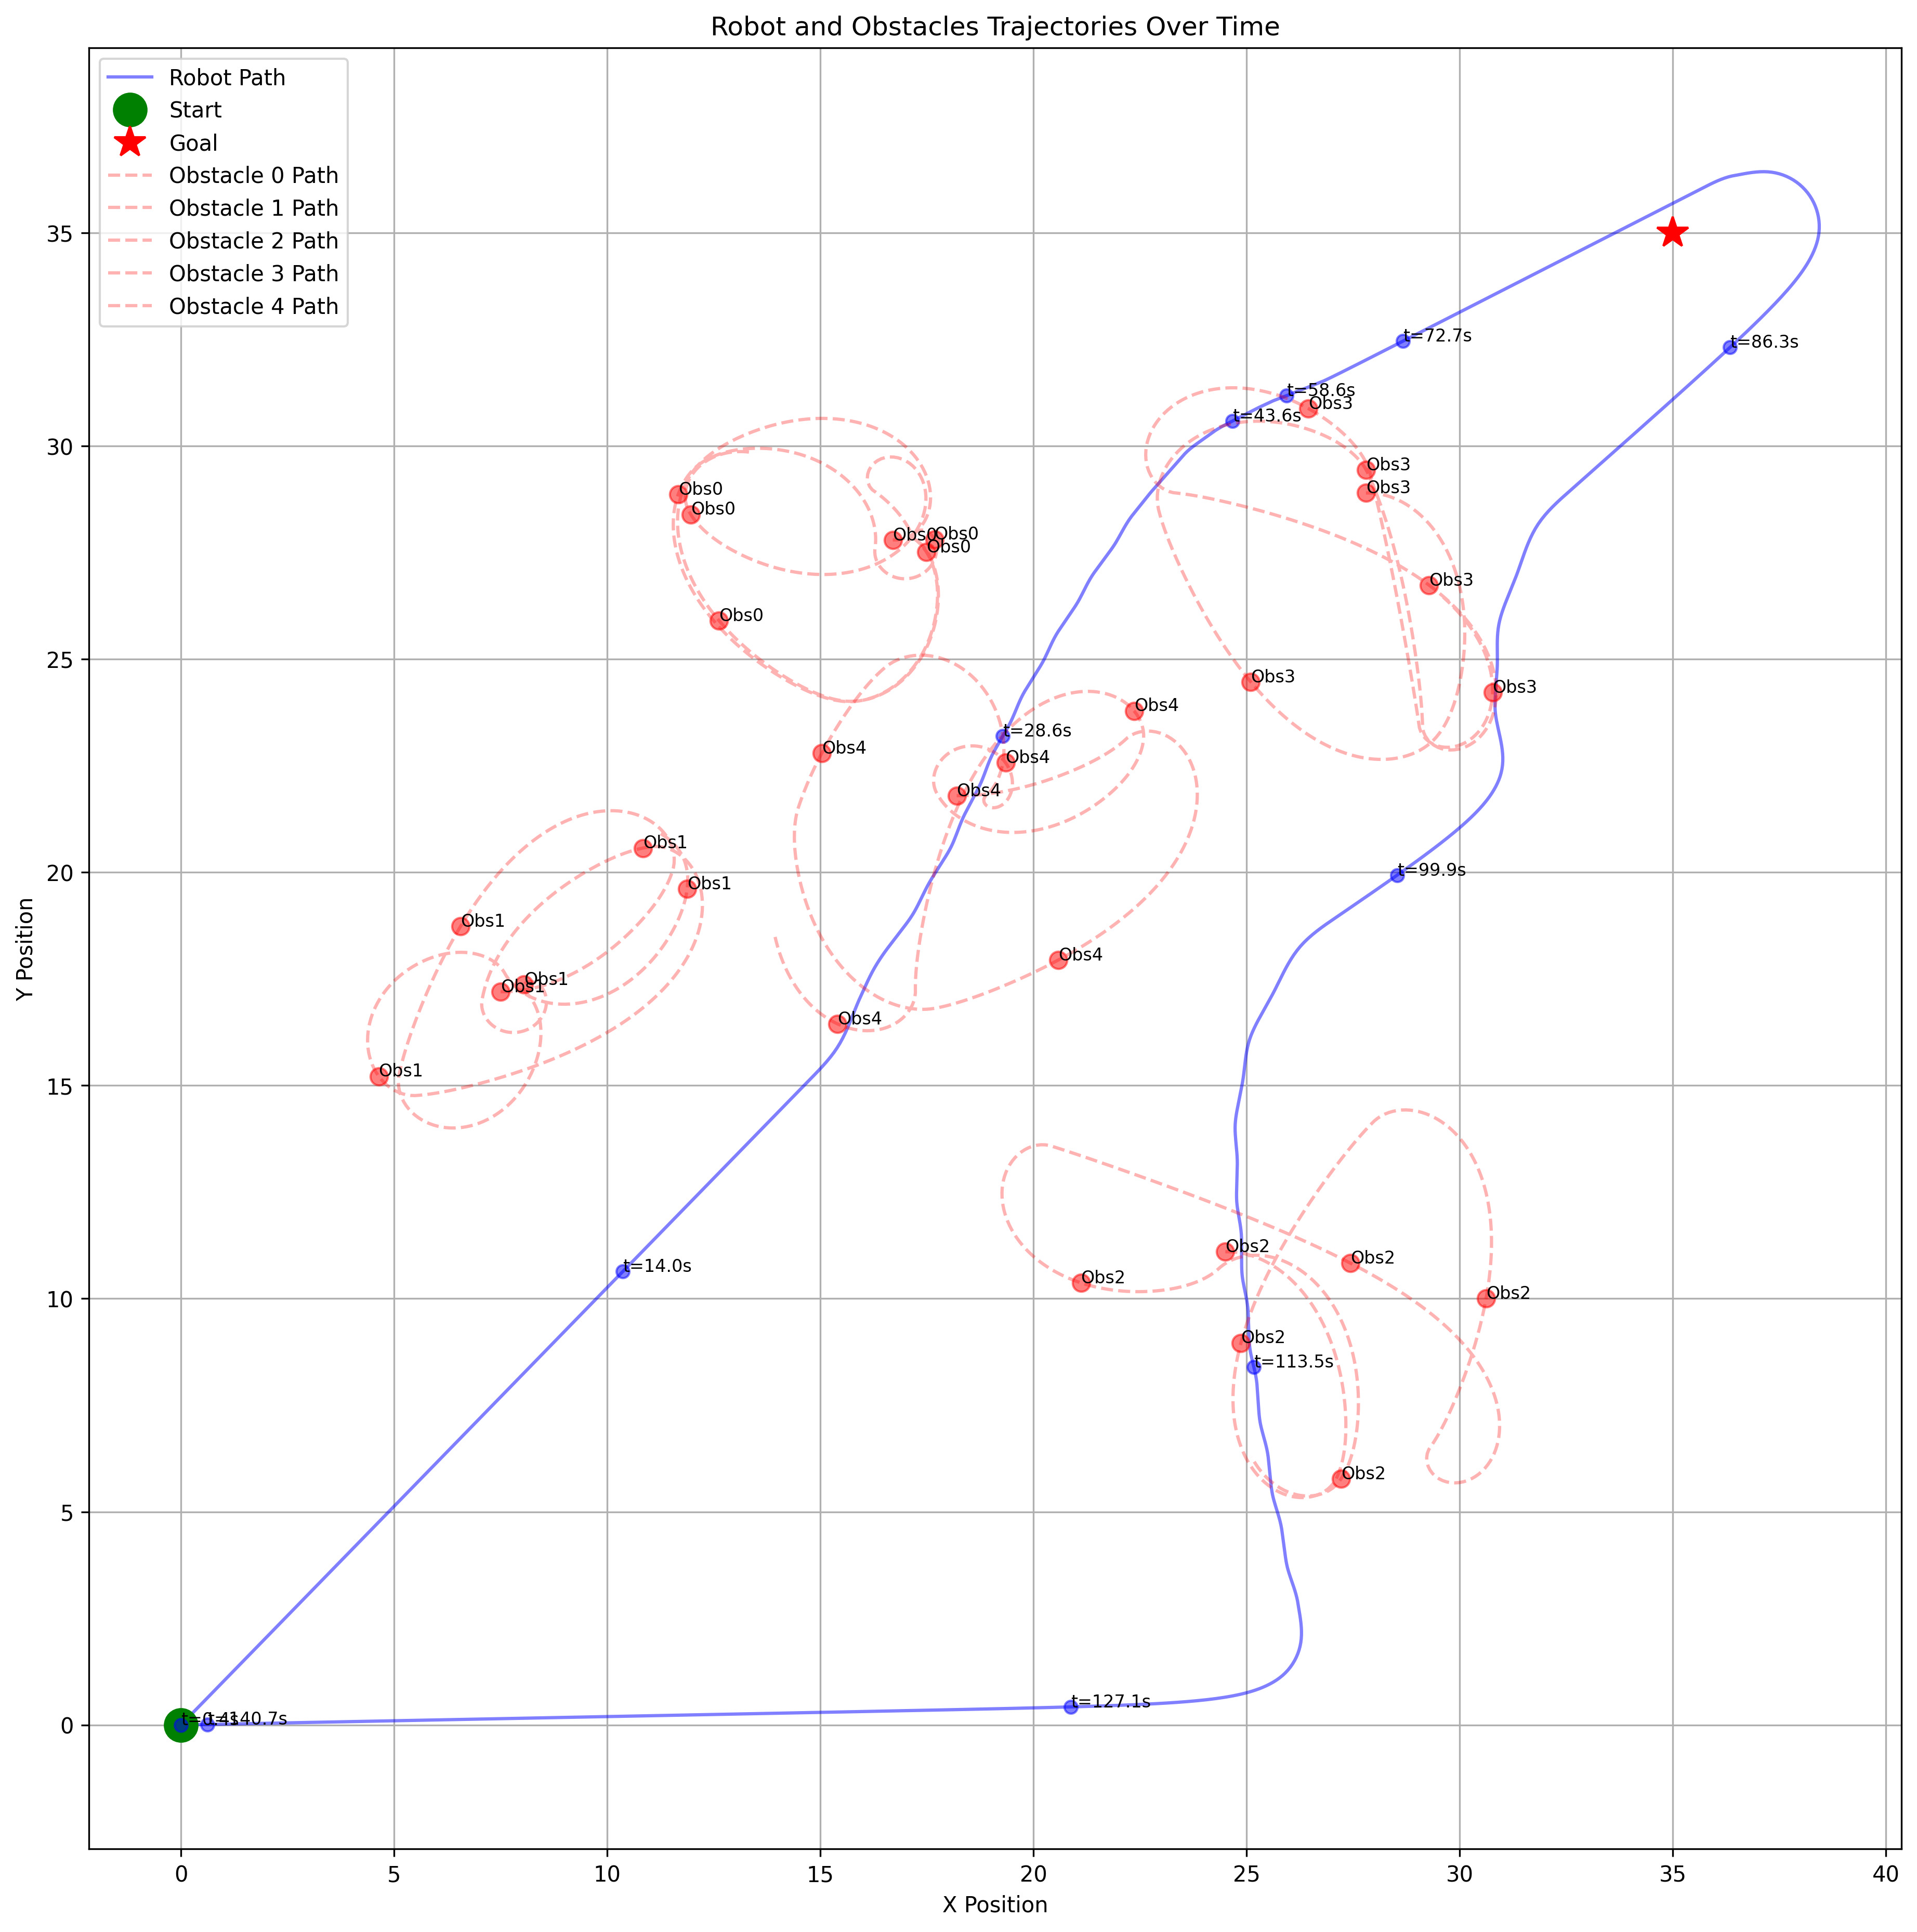 Robot and Obstacles Trajectories Over Time
Robot Path
Start
Goal
Obstacle 0 Path
Obstacle 1 Path
Obstacle 2 Path
Obstacle 3 Path
Obstacle 4 Path
35
30
25
20
15
10
5
0
Y Position
t=72.7s
t=86.3s
t=58.6s
Obs3
t=43.6s
Obs3
Obs3
Obs0
Obs0
Obs0
Obs0
Obs0
Obs3
Obs0
Obs3
Obs3
Obs4
t=28.6s
Obs4
Obs4
Obs4
Obs1
t=99.9s
Obs1
Obs1
Obs4
Obs1
Obs1
Obs4
Obs1
t=14.0s
Obs2
Obs2
Obs2
Obs2
Obs2
t=113.5s
Obs2
t=127.1s
t=140.7s
0
5
10
15
20
25
30
35
40
X Position